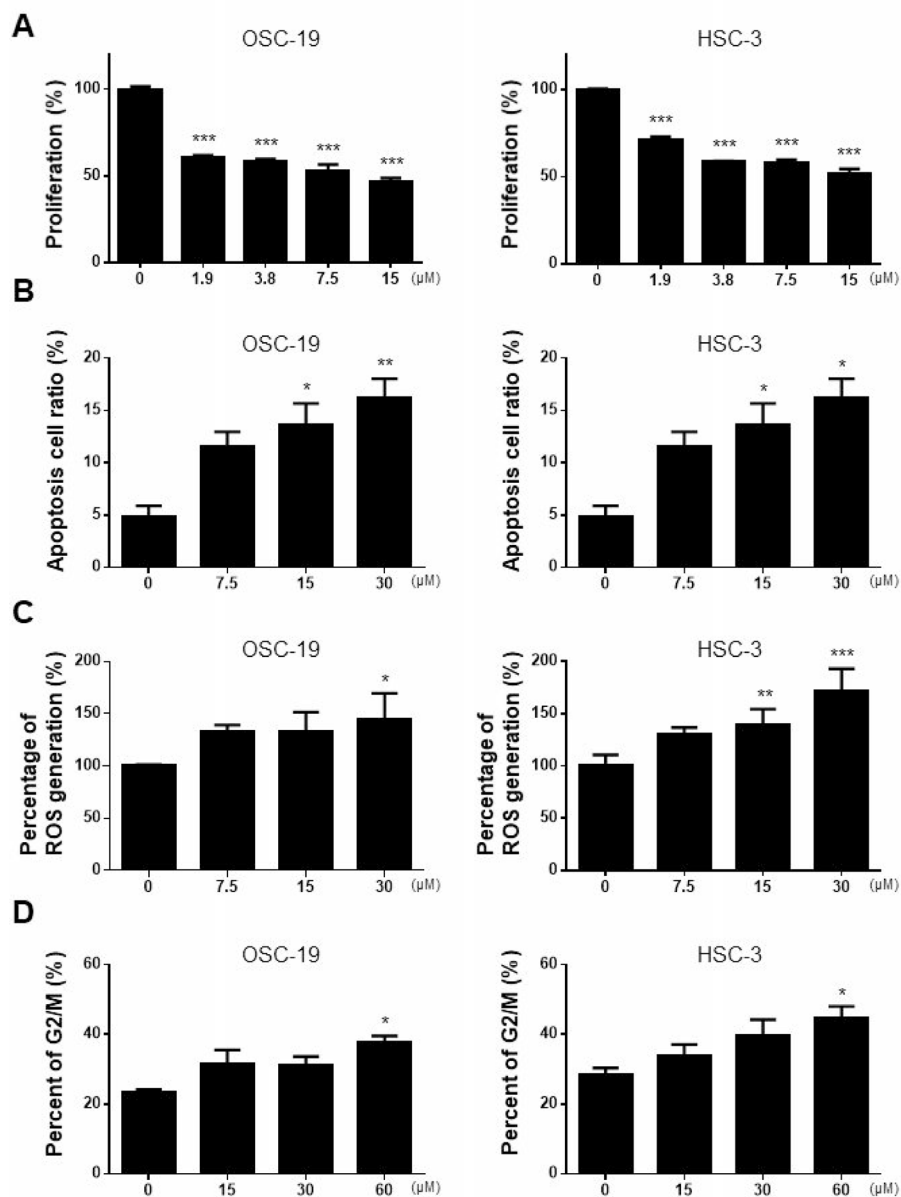 A
OSC-19
HSC-3
Proliferation (%)
100
50
0
*** *** *** ***
0 1.9 3.8 7.5 15 (μM)
Proliferation (%)
100
50
0
*** *** *** ***
0 1.9 3.8 7.5 15 (μM)
B
OSC-19
HSC-3
Apoptosis cell ratio (%)
20
15
10
5
0
* **
0 7.5 15 30 (μM)
Apoptosis cell ratio (%)
20
15
10
5
0
* *
0 7.5 15 30 (μM)
C
OSC-19
HSC-3
Percentage of
ROS generation (%)
200
150
100
50
0
*
0 7.5 15 30 (μM)
Percentage of
ROS generation (%)
200
150
100
50
0
** ***
0 7.5 15 30 (μM)
D
OSC-19
HSC-3
Percent of G2/M (%)
60
40
20
0
*
0 15 30 60 (μM)
Percent of G2/M (%)
60
40
20
0
*
0 15 30 60 (μM)